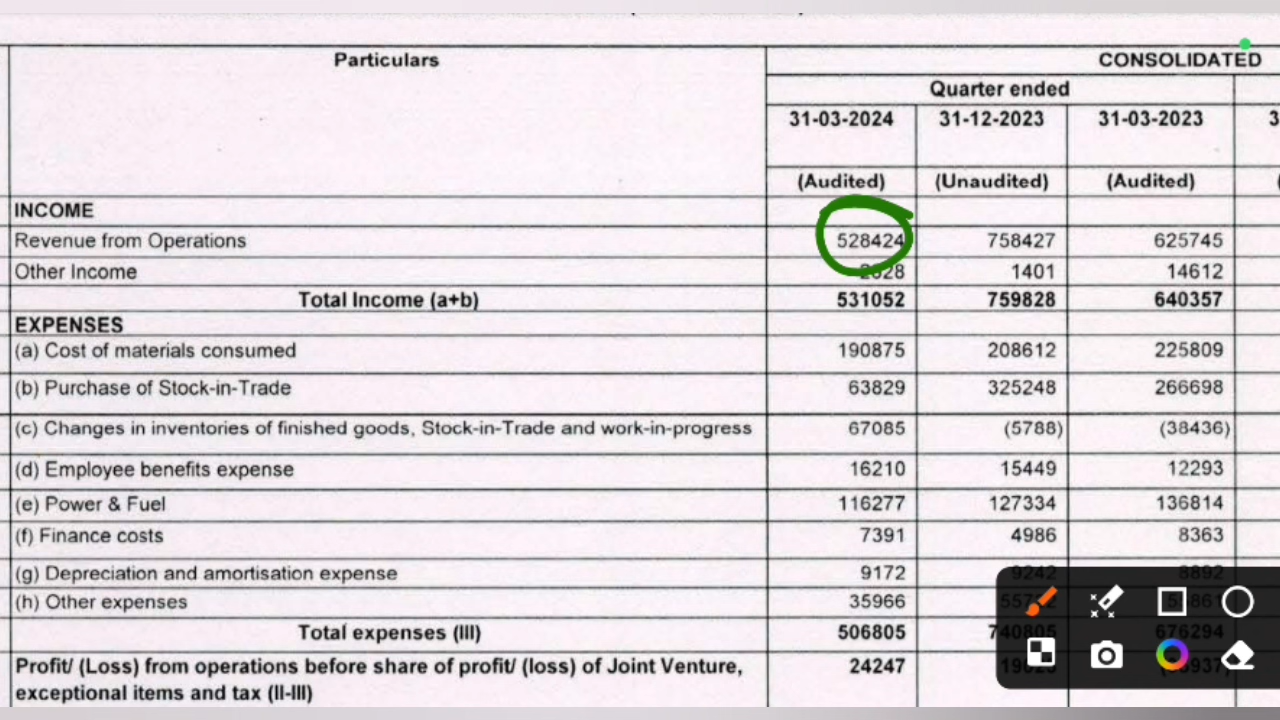 Particulars CONSOLIDATED
Quarter ended
31-03-2024 31-12-2023 31-03-2023 3
(Audited) (Unaudited) (Audited) (
INCOME
Revenue from Operations 528424 758427 625745
Other Income 1401 14612
Total Income (a+b) 531052 759828 640357
EXPENSES
(a) Cost of materials consumed 190875 208612 225809
(b) Purchase of Stock-in-Trade 63829 325248 266698
(c) Changes in inventories of finished goods, Stock-in-Trade and work-in-progress 67085 (5788) (38436)
(d) Employee benefits expense 16210 15449 12293
(e) Power & Fuel 116277 127334 136814
(f) Finance costs 7391 4986 8363
(g) Depreciation and amortisation expense 9172 9242 8892
(h) Other expenses 35966
Total expenses (III) 506805 740805 676294
Profit/ (Loss) from operations before share of profit/ (loss) of Joint Venture, 24247
exceptional items and tax (II-III)